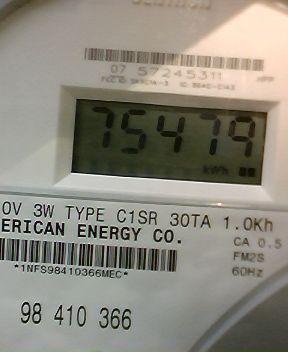 07 57245311
75479
kWh
0V 3W TYPE C1SR 30TA 1.0Kh
ERICAN ENERGY CO.
CA 0.5
FM2S
60Hz
*1NFS98410366MEC*
98 410 366